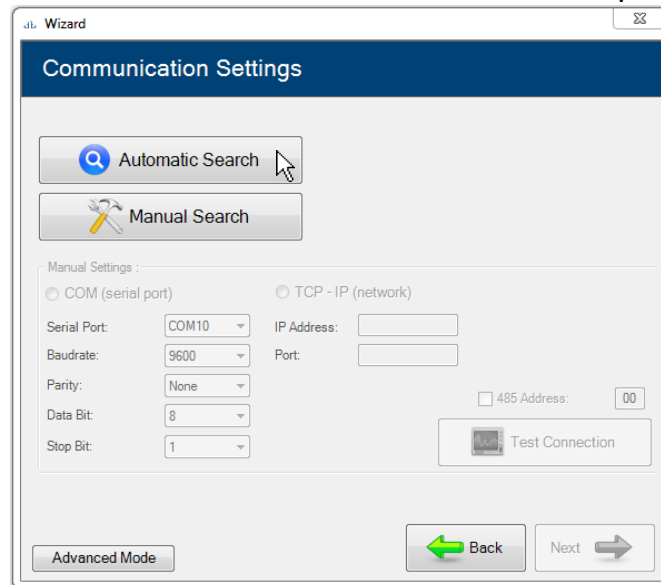 Wizard
Communication Settings
Automatic Search
Manual Search
Manual Settings :
COM (serial port) TCP - IP (network)
Serial Port: COM10 IP Address:
Baudrate: 9600 Port:
Parity: None
485 Address: 00
Data Bit: 8
Test Connection
Stop Bit: 1
Back Next
Advanced Mode